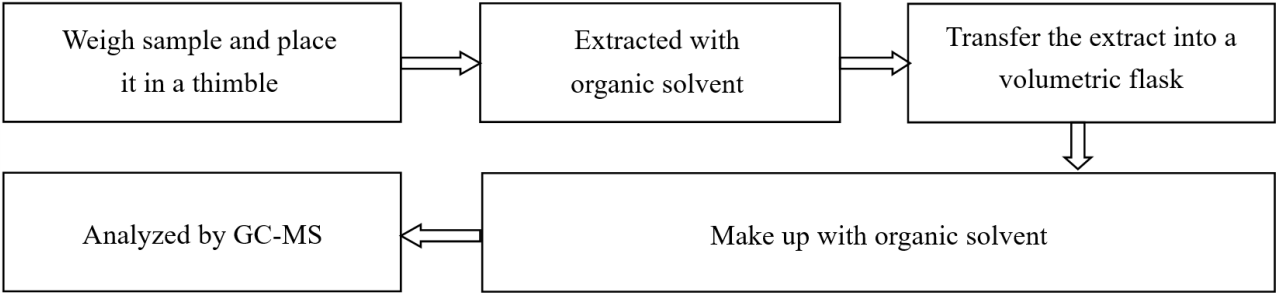 Weigh sample and place
it in a thimble
Extracted with
organic solvent
Transfer the extract into a
volumetric flask
Make up with organic solvent
Analyzed by GC-MS